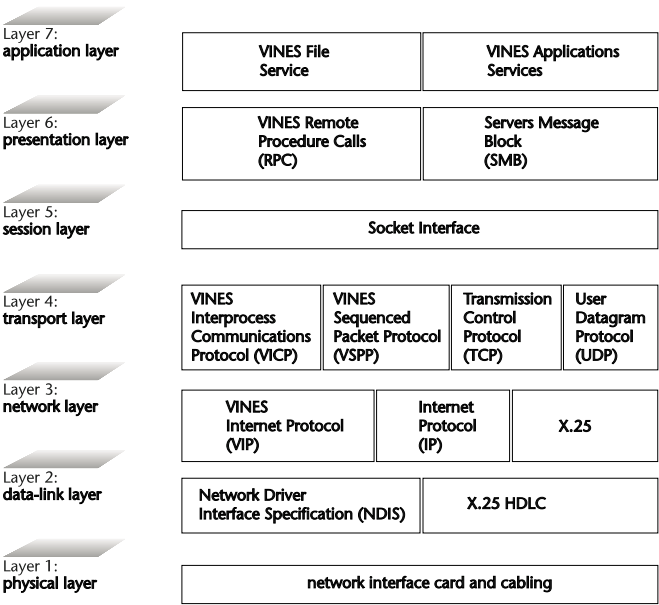 Layer 7:
application layer
VINES File
Service
VINES Applications
Services
Layer 6:
presentation layer
VINES Remote
Procedure Calls
(RPC)
Servers Message
Block
(SMB)
Layer 5:
session layer
Socket Interface
Layer 4:
transport layer
VINES
Interprocess
Communications
Protocol (VICP)
VINES
Sequenced
Packet Protocol
(VSPP)
Transmission
Control
Protocol
(TCP)
User
Datagram
Protocol
(UDP)
Layer 3:
network layer
VINES
Internet Protocol
(VIP)
Internet
Protocol
(IP)
X.25
Layer 2:
data-link layer
Network Driver
Interface Specification (NDIS)
X.25 HDLC
Layer 1:
physical layer
network interface card and cabling